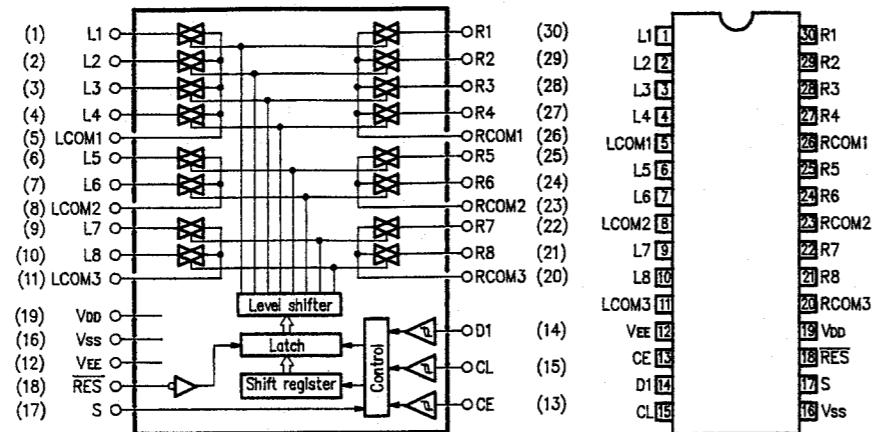 (1) L1 R1 (30)
(2) L2 R2 (29)
(3) L3 R3 (28)
(4) L4 R4 (27)
(5) LCOM1 RCOM1 (26)
(6) L5 R5 (25)
(7) L6 R6 (24)
(8) LCOM2 RCOM2 (23)
(9) L7 R7 (22)
(10) L8 R8 (21)
(11) LCOM3 RCOM3 (20)
Level shifter
(19) VDD
(16) VSS Latch D1 (14)
(12) VEE Control CL (15)
(18) RES Shift register
(17) S CE (13)
L1 1 30 R1
L2 2 29 R2
L3 3 28 R3
L4 4 27 R4
LCOM1 5 26 RCOM1
L5 6 25 R5
L6 7 24 R6
LCOM2 8 23 RCOM2
L7 9 22 R7
L8 10 21 R8
LCOM3 11 20 RCOM3
VEE 12 19 VDD
CE 13 18 RES
D1 14 17 S
CL 15 16 VSS